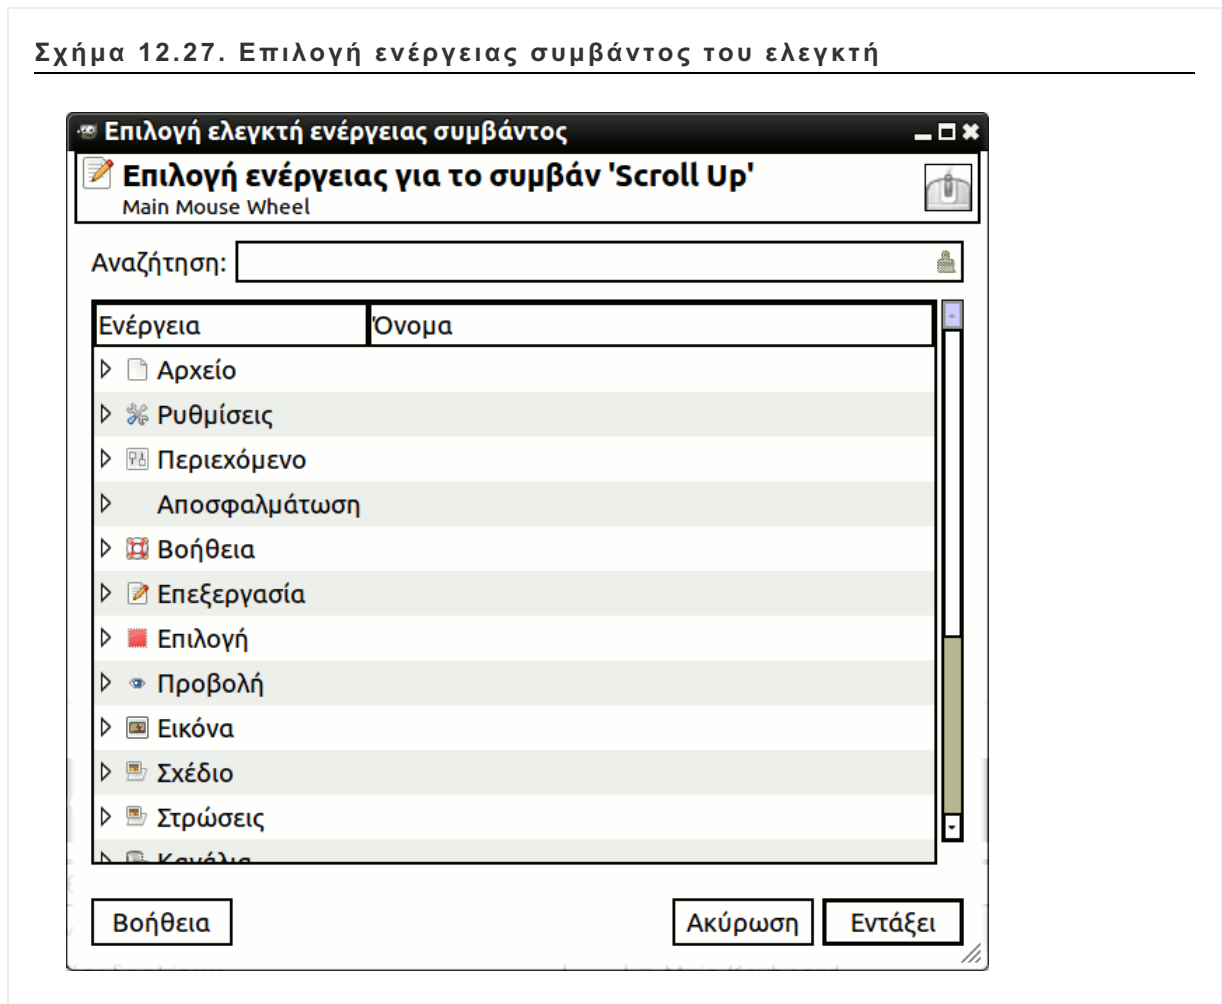 Σχήμα 12.27. Επιλογή ενέργειας συμβάντος του ελεγκτή
Επιλογή ελεγκτή ενέργειας συμβάντος
Επιλογή ενέργειας για το συμβάν 'Scroll Up'
Main Mouse Wheel
Αναζήτηση:
Ενέργεια Όνομα
Αρχείο
Ρυθμίσεις
Περιεχόμενο
Αποσφαλμάτωση
Βοήθεια
Επεξεργασία
Επιλογή
Προβολή
Εικόνα
Σχέδιο
Στρώσεις
Κανάλια
Βοήθεια Ακύρωση Εντάξει